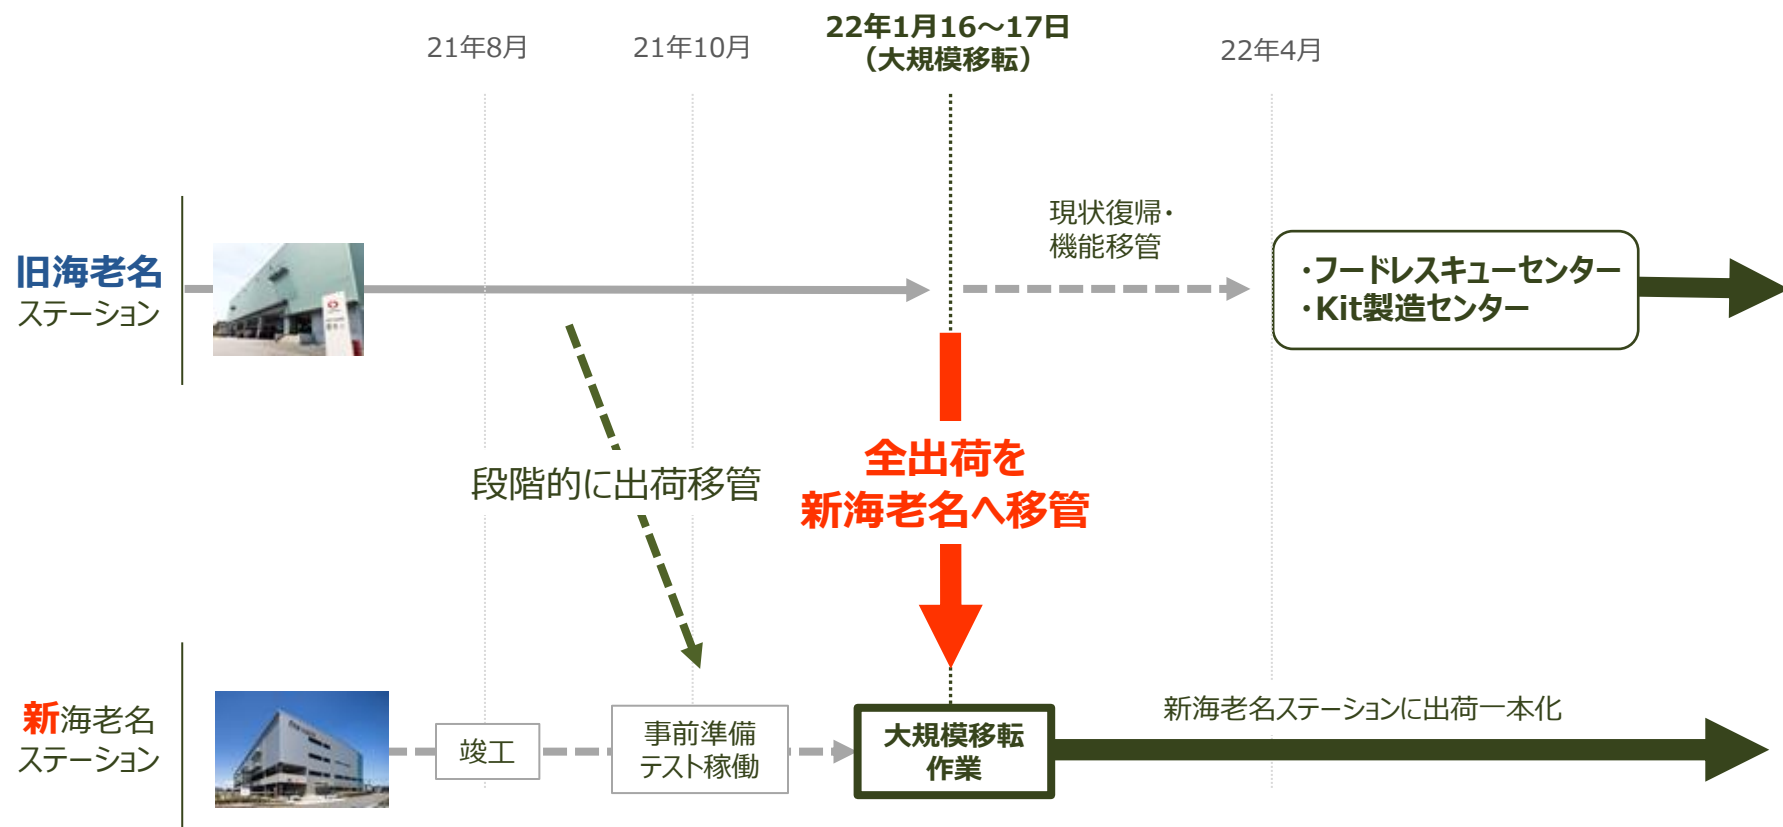 21年8月
21年10月
22年1月16～17日
（大規模移転）
22年4月
旧海老名
ステーション
現状復帰・
機能移管
・フードレスキューセンター
・Kit製造センター
段階的に出荷移管
全出荷を
新海老名へ移管
新海老名
ステーション
竣工
事前準備
テスト稼働
大規模移転
作業
新海老名ステーションに出荷一本化